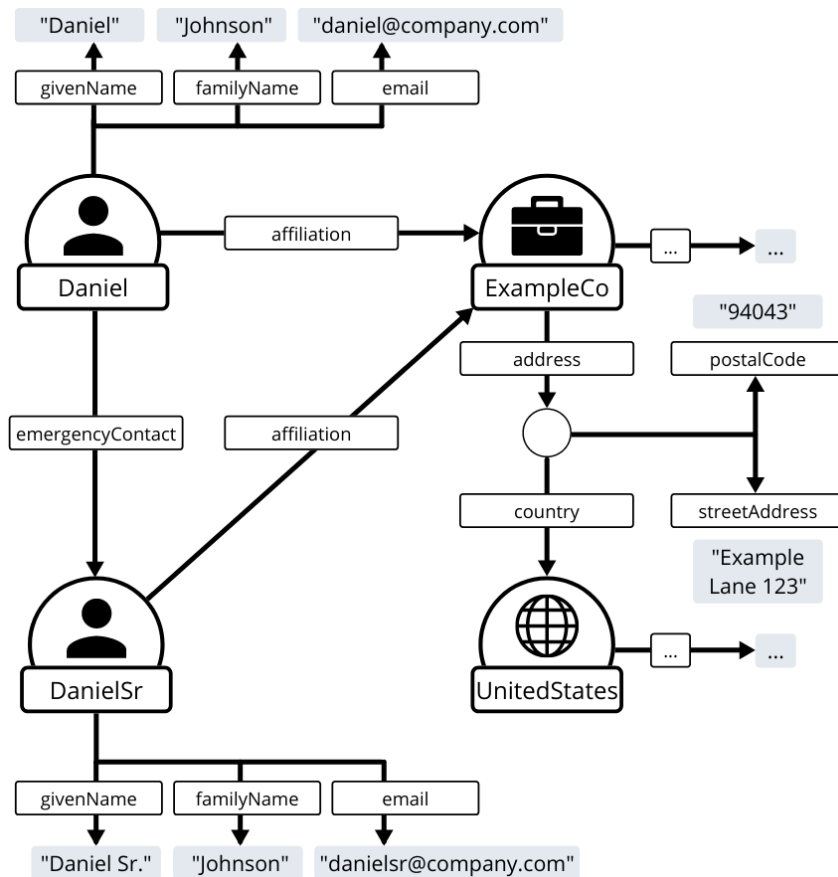 "Daniel"
"Johnson"
"daniel@company.com"
givenName
familyName
email
affiliation
...
...
Daniel
ExampleCo
"94043"
address
postalCode
emergencyContact
affiliation
country
streetAddress
"Example
Lane 123"
...
...
DanielSr
UnitedStates
givenName
familyName
email
"Daniel Sr."
"Johnson"
"danielsr@company.com"